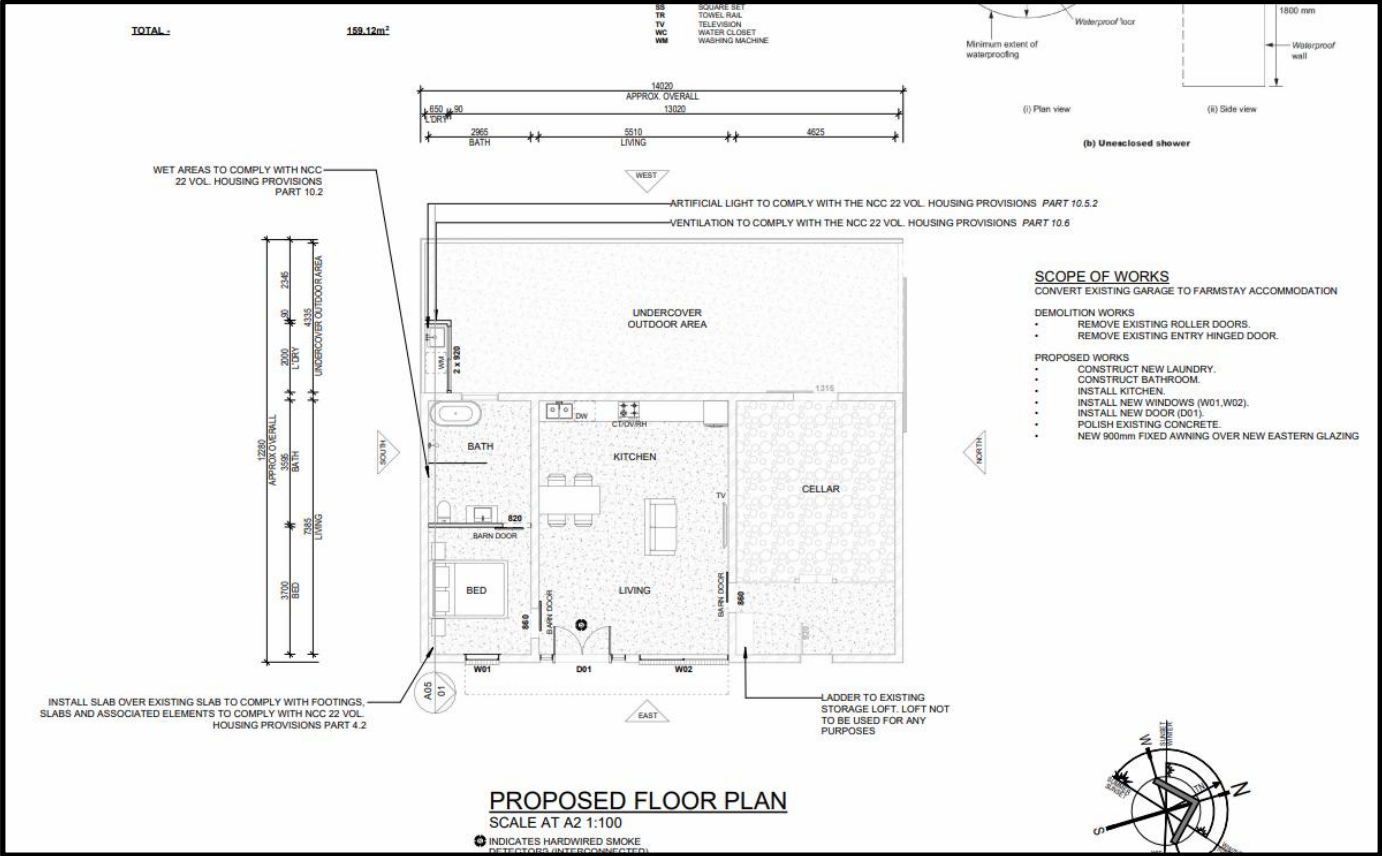 TOTAL -
159.12m²
SS SQUARE SET
TR TOWEL RAIL
TV TELEVISION
WC WATER CLOSET
WM WASHING MACHINE
Waterproof floor
Minimum extent of
waterproofing
1800 mm
Waterproof
wall
(i) Plan view
(ii) Side view
(b) Unenclosed shower
14020
APPROX. OVERALL
650 90 13020
L'DRY
2965 5510 4625
BATH LIVING
WEST
WET AREAS TO COMPLY WITH NCC
22 VOL. HOUSING PROVISIONS
PART 10.2
ARTIFICIAL LIGHT TO COMPLY WITH THE NCC 22 VOL. HOUSING PROVISIONS PART 10.5.2
VENTILATION TO COMPLY WITH THE NCC 22 VOL. HOUSING PROVISIONS PART 10.6
12280
APPROX OVERALL
2345
90
2000
L'DRY
3595
BATH
3700
BED
4335
UNDERCOVER OUTDOOR AREA
7385
LIVING
SOUTH
NORTH
UNDERCOVER
OUTDOOR AREA
WM
2 x 920
1315
DW
CT/OV/RH
BATH
KITCHEN
CELLAR
TV
820
BARN DOOR
BED
LIVING
BARN DOOR
860
BARN DOOR
860
920
W01
D01
W02
A05
01
EAST
INSTALL SLAB OVER EXISTING SLAB TO COMPLY WITH FOOTINGS,
SLABS AND ASSOCIATED ELEMENTS TO COMPLY WITH NCC 22 VOL.
HOUSING PROVISIONS PART 4.2
LADDER TO EXISTING
STORAGE LOFT. LOFT NOT
TO BE USED FOR ANY
PURPOSES
SCOPE OF WORKS
CONVERT EXISTING GARAGE TO FARMSTAY ACCOMMODATION
DEMOLITION WORKS
• REMOVE EXISTING ROLLER DOORS.
• REMOVE EXISTING ENTRY HINGED DOOR.
PROPOSED WORKS
• CONSTRUCT NEW LAUNDRY.
• CONSTRUCT BATHROOM.
• INSTALL KITCHEN.
• INSTALL NEW WINDOWS (W01,W02).
• INSTALL NEW DOOR (D01).
• POLISH EXISTING CONCRETE.
• NEW 900mm FIXED AWNING OVER NEW EASTERN GLAZING
PROPOSED FLOOR PLAN
SCALE AT A2 1:100
INDICATES HARDWIRED SMOKE
DETECTORS (INTERCONNECTED)
SUNSET
WINTER
SUMMER
SUNSET
W
N
TN
S